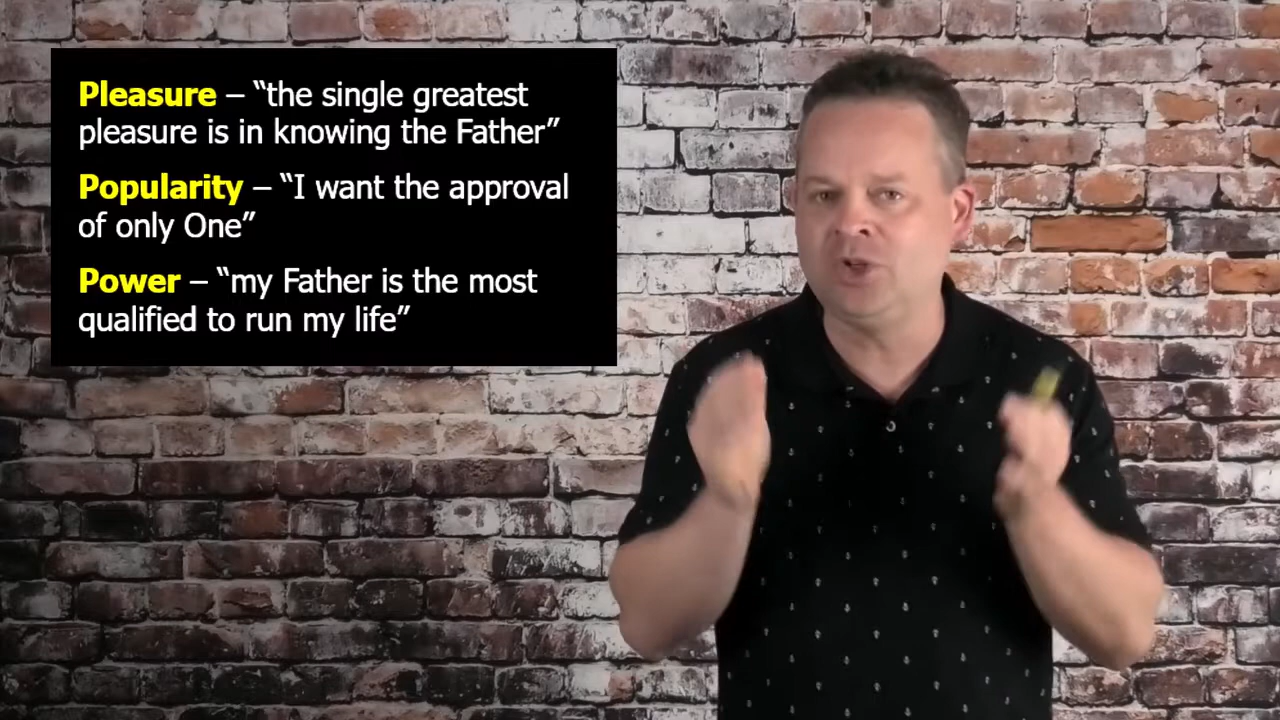 Pleasure – “the single greatest
pleasure is in knowing the Father”
Popularity – “I want the approval
of only One”
Power – “my Father is the most
qualified to run my life”